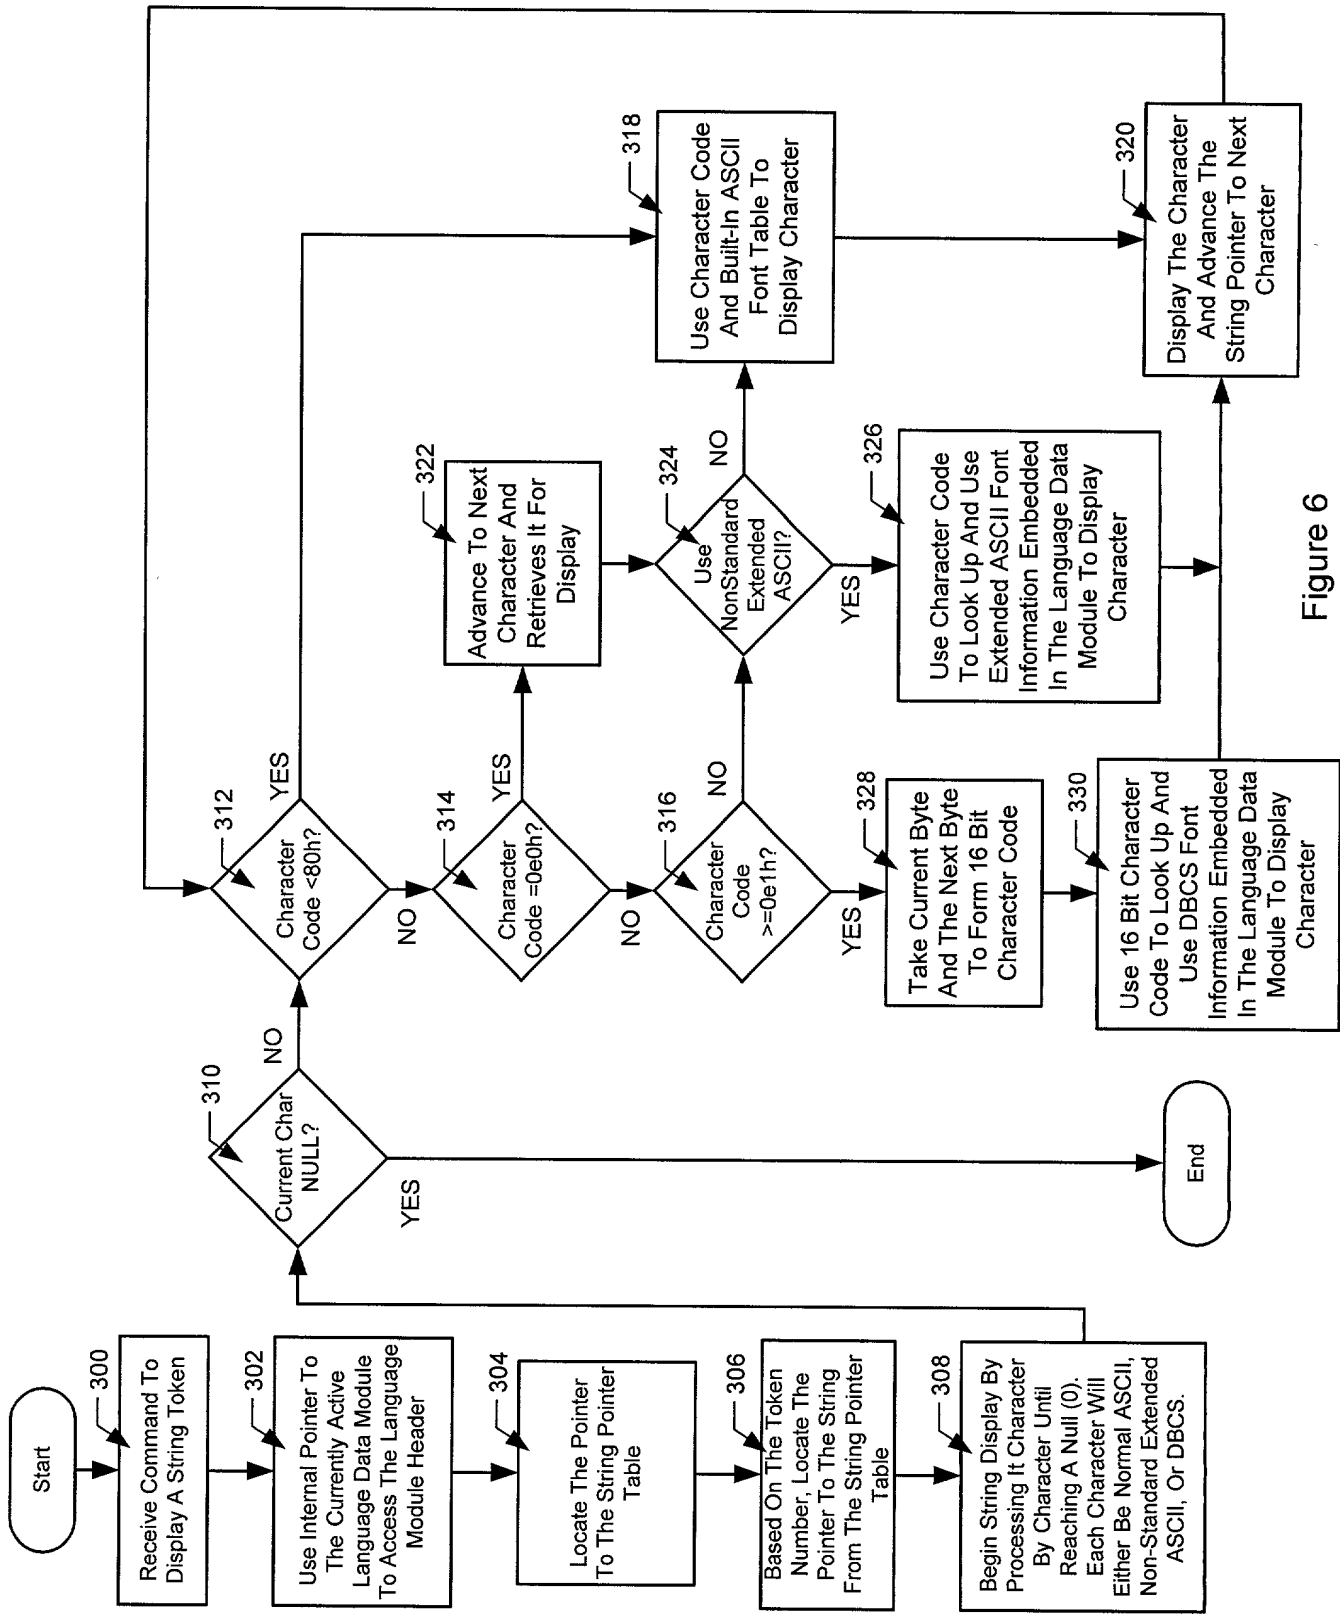 Start
300
Receive Command To
Display A String Token
302
Use Internal Pointer To
The Currently Active
Language Data Module
To Access The Language
Module Header
304
Locate The Pointer
To The String Pointer
Table
306
Based On The Token
Number, Locate The
Pointer To The String
From The String Pointer
Table
308
Begin String Display By
Processing It Character
By Character Until
Reaching A Null (0).
Each Character Will
Either Be Normal ASCII,
Non-Standard Extended
ASCII, Or DBCS.
310
Current Char
NULL?
NO
YES
End
312
Character
Code <80h?
YES
NO
314
Character
Code =0e0h?
YES
NO
316
Character
Code
>=0e1h?
NO
YES
328
Take Current Byte
And The Next Byte
To Form 16 Bit
Character Code
330
Use 16 Bit Character
Code To Look Up And
Use DBCS Font
Information Embedded
In The Language Data
Module To Display
Character
322
Advance To Next
Character And
Retrieves It For
Display
324
Use
NonStandard
Extended
ASCII?
NO
YES
326
Use Character Code
To Look Up And Use
Extended ASCII Font
Information Embedded
In The Language Data
Module To Display
Character
318
Use Character Code
And Built-In ASCII
Font Table To
Display Character
320
Display The Character
And Advance The
String Pointer To Next
Character
Figure 6